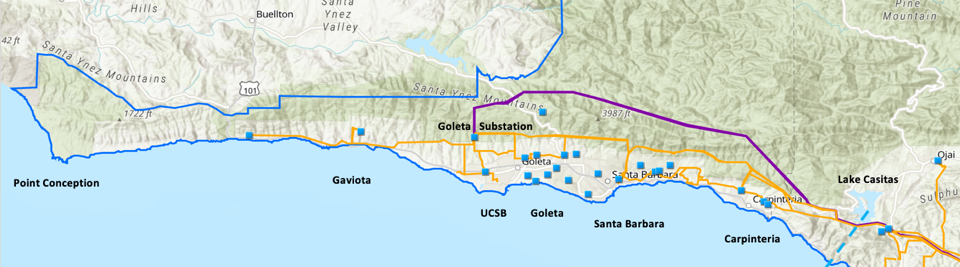 Hills
Santa
Ynez
Valley
Buellton
Pine
Mountain
42 ft
Santa Ynez Mountains
101
Santa Ynez Mountains
1722 ft
3987 ft
Goleta Substation
Ojai
Goleta
Santa Barbara
Lake Casitas
Point Conception
Gaviota
Sulphu
Carpinteria
UCSB
Goleta
Santa Barbara
Carpinteria